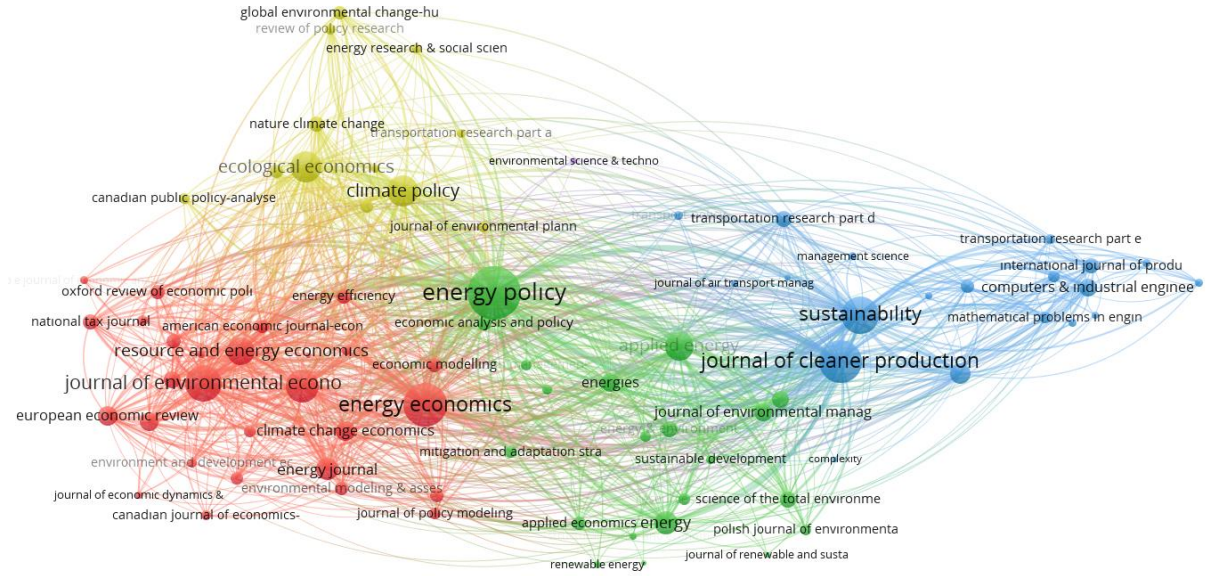 global environmental change-hu
review of policy research
energy research & social scien
nature climate change
transportation research part a
environmental science & techno
ecological economics
climate policy
canadian public policy-analyse
journal of environmental plann
transportation research part d
transportation research part e
management science
international journal of produ
journal of air transport manag
computers & industrial enginee
oxford review of economic poli
energy efficiency
energy policy
sustainability
mathematical problems in engin
national tax journal
american economic journal-econ
economic analysis and policy
applied energy
resource and energy economics
economic modelling
journal of cleaner production
journal of environmental econo
energies
energy economics
european economic review
journal of environmental manag
climate change economics
energy & environment
mitigation and adaptation stra
sustainable development
complexity
environment and development ec
energy journal
environmental modeling & asses
journal of economic dynamics &
science of the total environme
canadian journal of economics-
journal of policy modeling
applied economics
energy
polish journal of environmenta
journal of renewable and susta
renewable energy